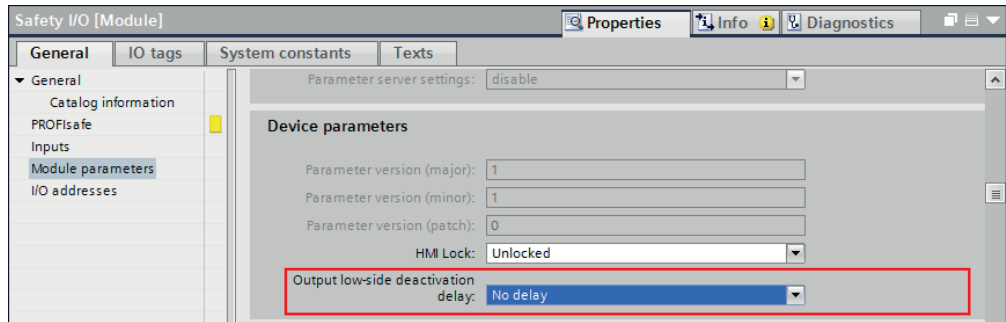 Safety I/O [Module]
Properties
Info
Diagnostics
General
IO tags
System constants
Texts
General
Catalog information
PROFIsafe
Inputs
Module parameters
I/O addresses
Parameter server settings: disable
Device parameters
Parameter version (major): 1
Parameter version (minor): 1
Parameter version (patch): 0
HMI Lock: Unlocked
Output low-side deactivation
delay: No delay